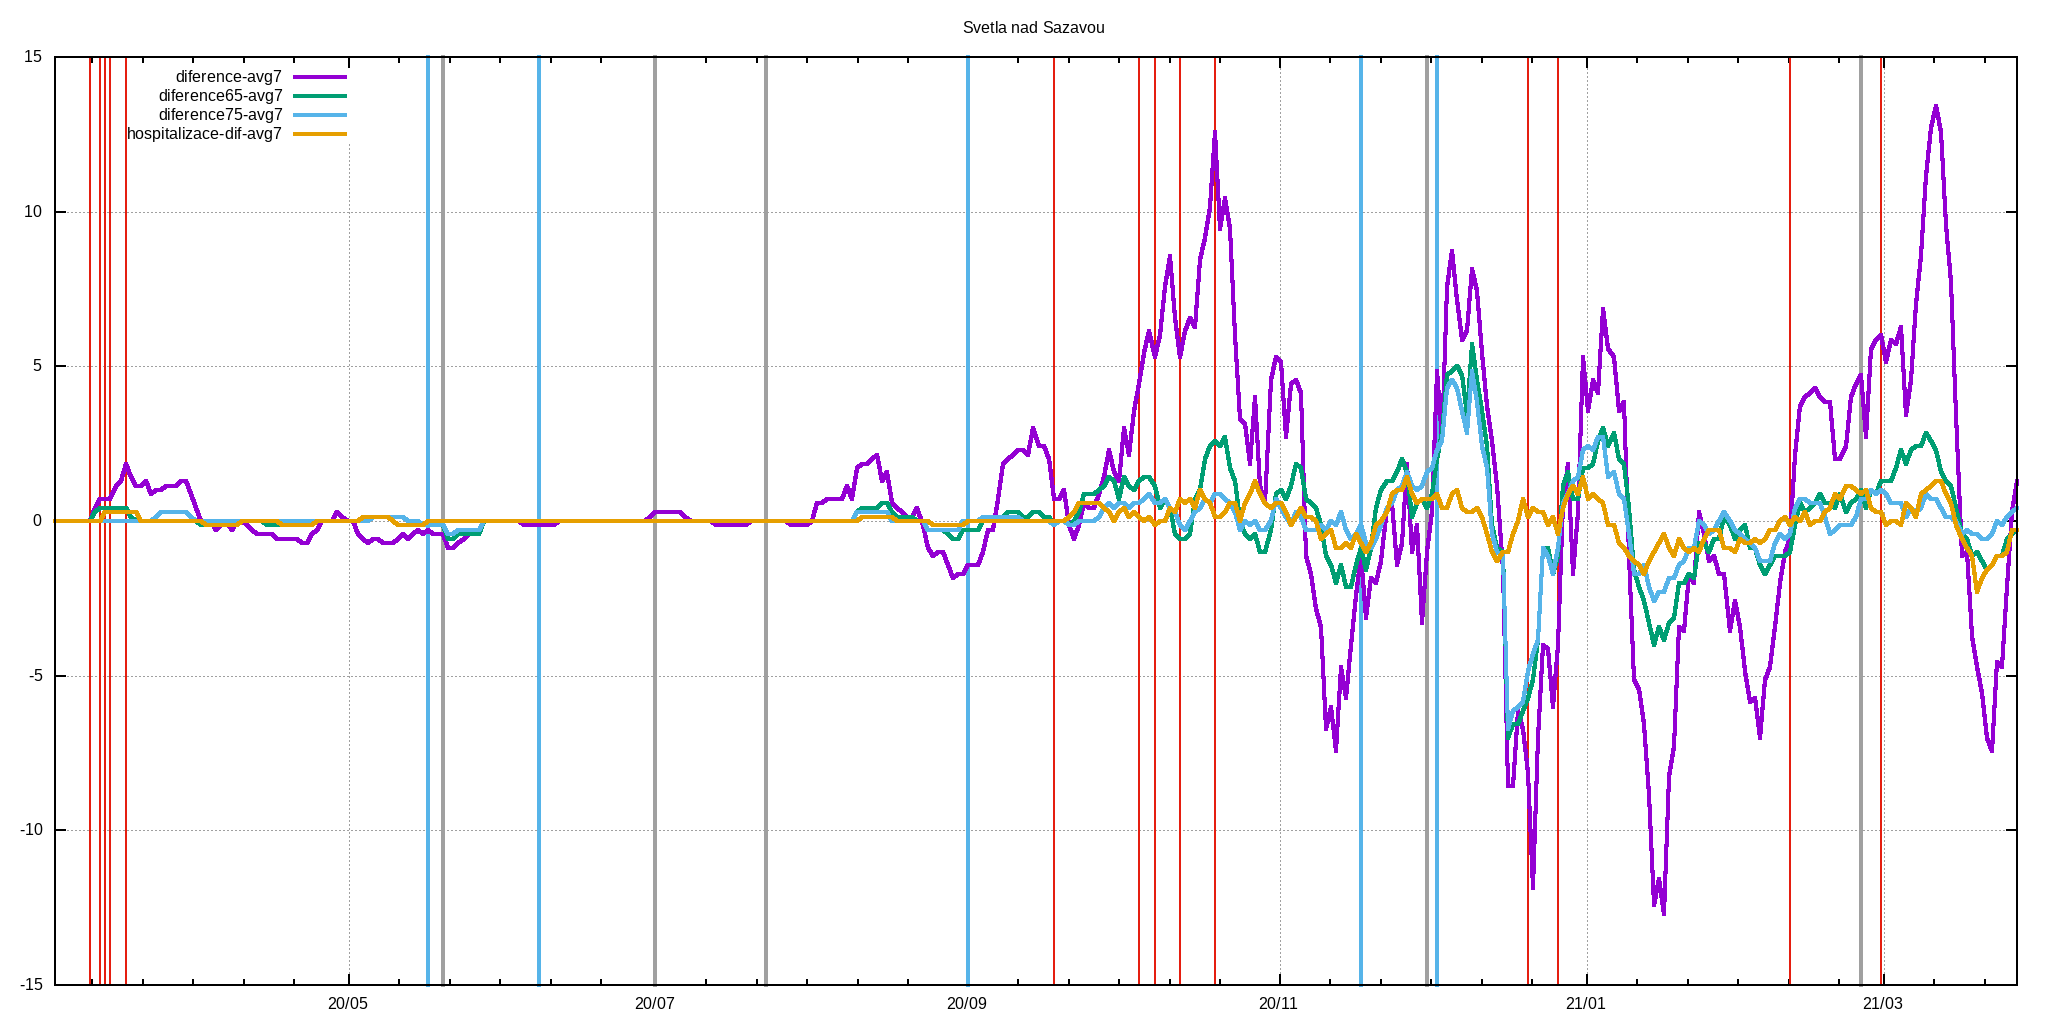 Svetla nad Sazavou
15
diference-avg7
diference65-avg7
diference75-avg7
hospitalizace-dif-avg7
10
5
0
-5
-10
-15
20/05 20/07 20/09 20/11 21/01 21/03